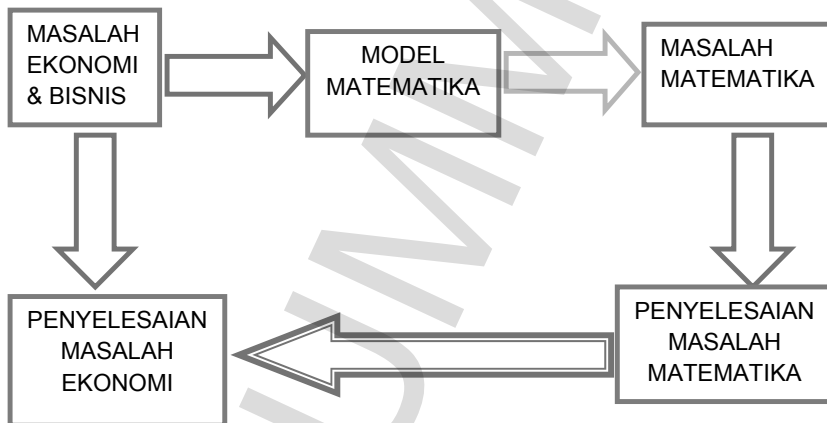 MASALAH
EKONOMI
& BISNIS
MODEL
MATEMATIKA
MASALAH
MATEMATIKA
PENYELESAIAN
MASALAH
EKONOMI
PENYELESAIAN
MASALAH
MATEMATIKA